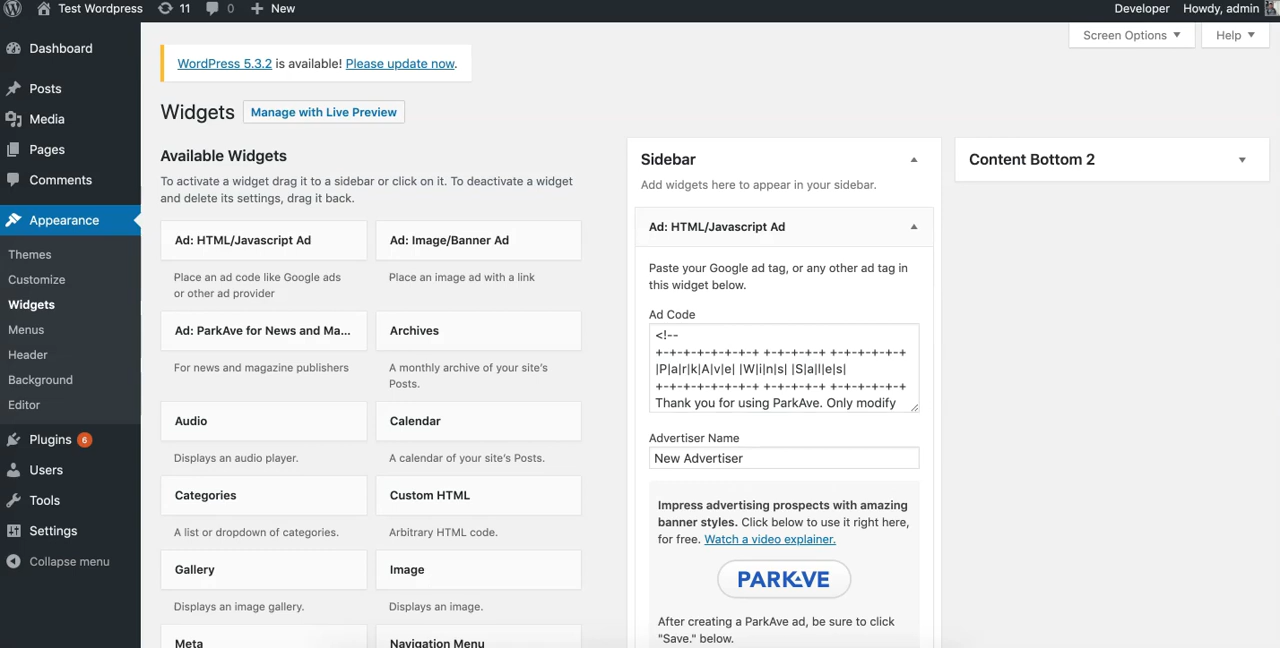 Test Wordpress
11
0
New
Developer
Howdy, admin
Dashboard
Posts
Media
Pages
Comments
Appearance
Themes
Customize
Widgets
Menus
Header
Background
Editor
Plugins 6
Users
Tools
Settings
Collapse menu
Screen Options
Help
WordPress 5.3.2 is available! Please update now.
Widgets
Manage with Live Preview
Available Widgets
To activate a widget drag it to a sidebar or click on it. To deactivate a widget
and delete its settings, drag it back.
Ad: HTML/Javascript Ad
Place an ad code like Google ads
or other ad provider
Ad: Image/Banner Ad
Place an image ad with a link
Ad: ParkAve for News and Ma...
For news and magazine publishers
Archives
A monthly archive of your site's
Posts.
Audio
Displays an audio player.
Calendar
A calendar of your site's Posts.
Categories
A list or dropdown of categories.
Custom HTML
Arbitrary HTML code.
Gallery
Displays an image gallery.
Image
Displays an image.
Meta
Navigation Menu
Sidebar
Add widgets here to appear in your sidebar.
Ad: HTML/Javascript Ad
Paste your Google ad tag, or any other ad tag in
this widget below.
Ad Code
<!--
+-+-+-+-+-+-+-+ +-+-+-+-+ +-+-+-+-+-+
|P|a|r|k|A|v|e| |W|i|n|s| |S|a|l|e|s|
+-+-+-+-+-+-+-+ +-+-+-+-+ +-+-+-+-+-+
Thank you for using ParkAve. Only modify
Advertiser Name
New Advertiser
Impress advertising prospects with amazing
banner styles. Click below to use it right here,
for free. Watch a video explainer.
PARKAVE
After creating a ParkAve ad, be sure to click
"Save." below.
Content Bottom 2